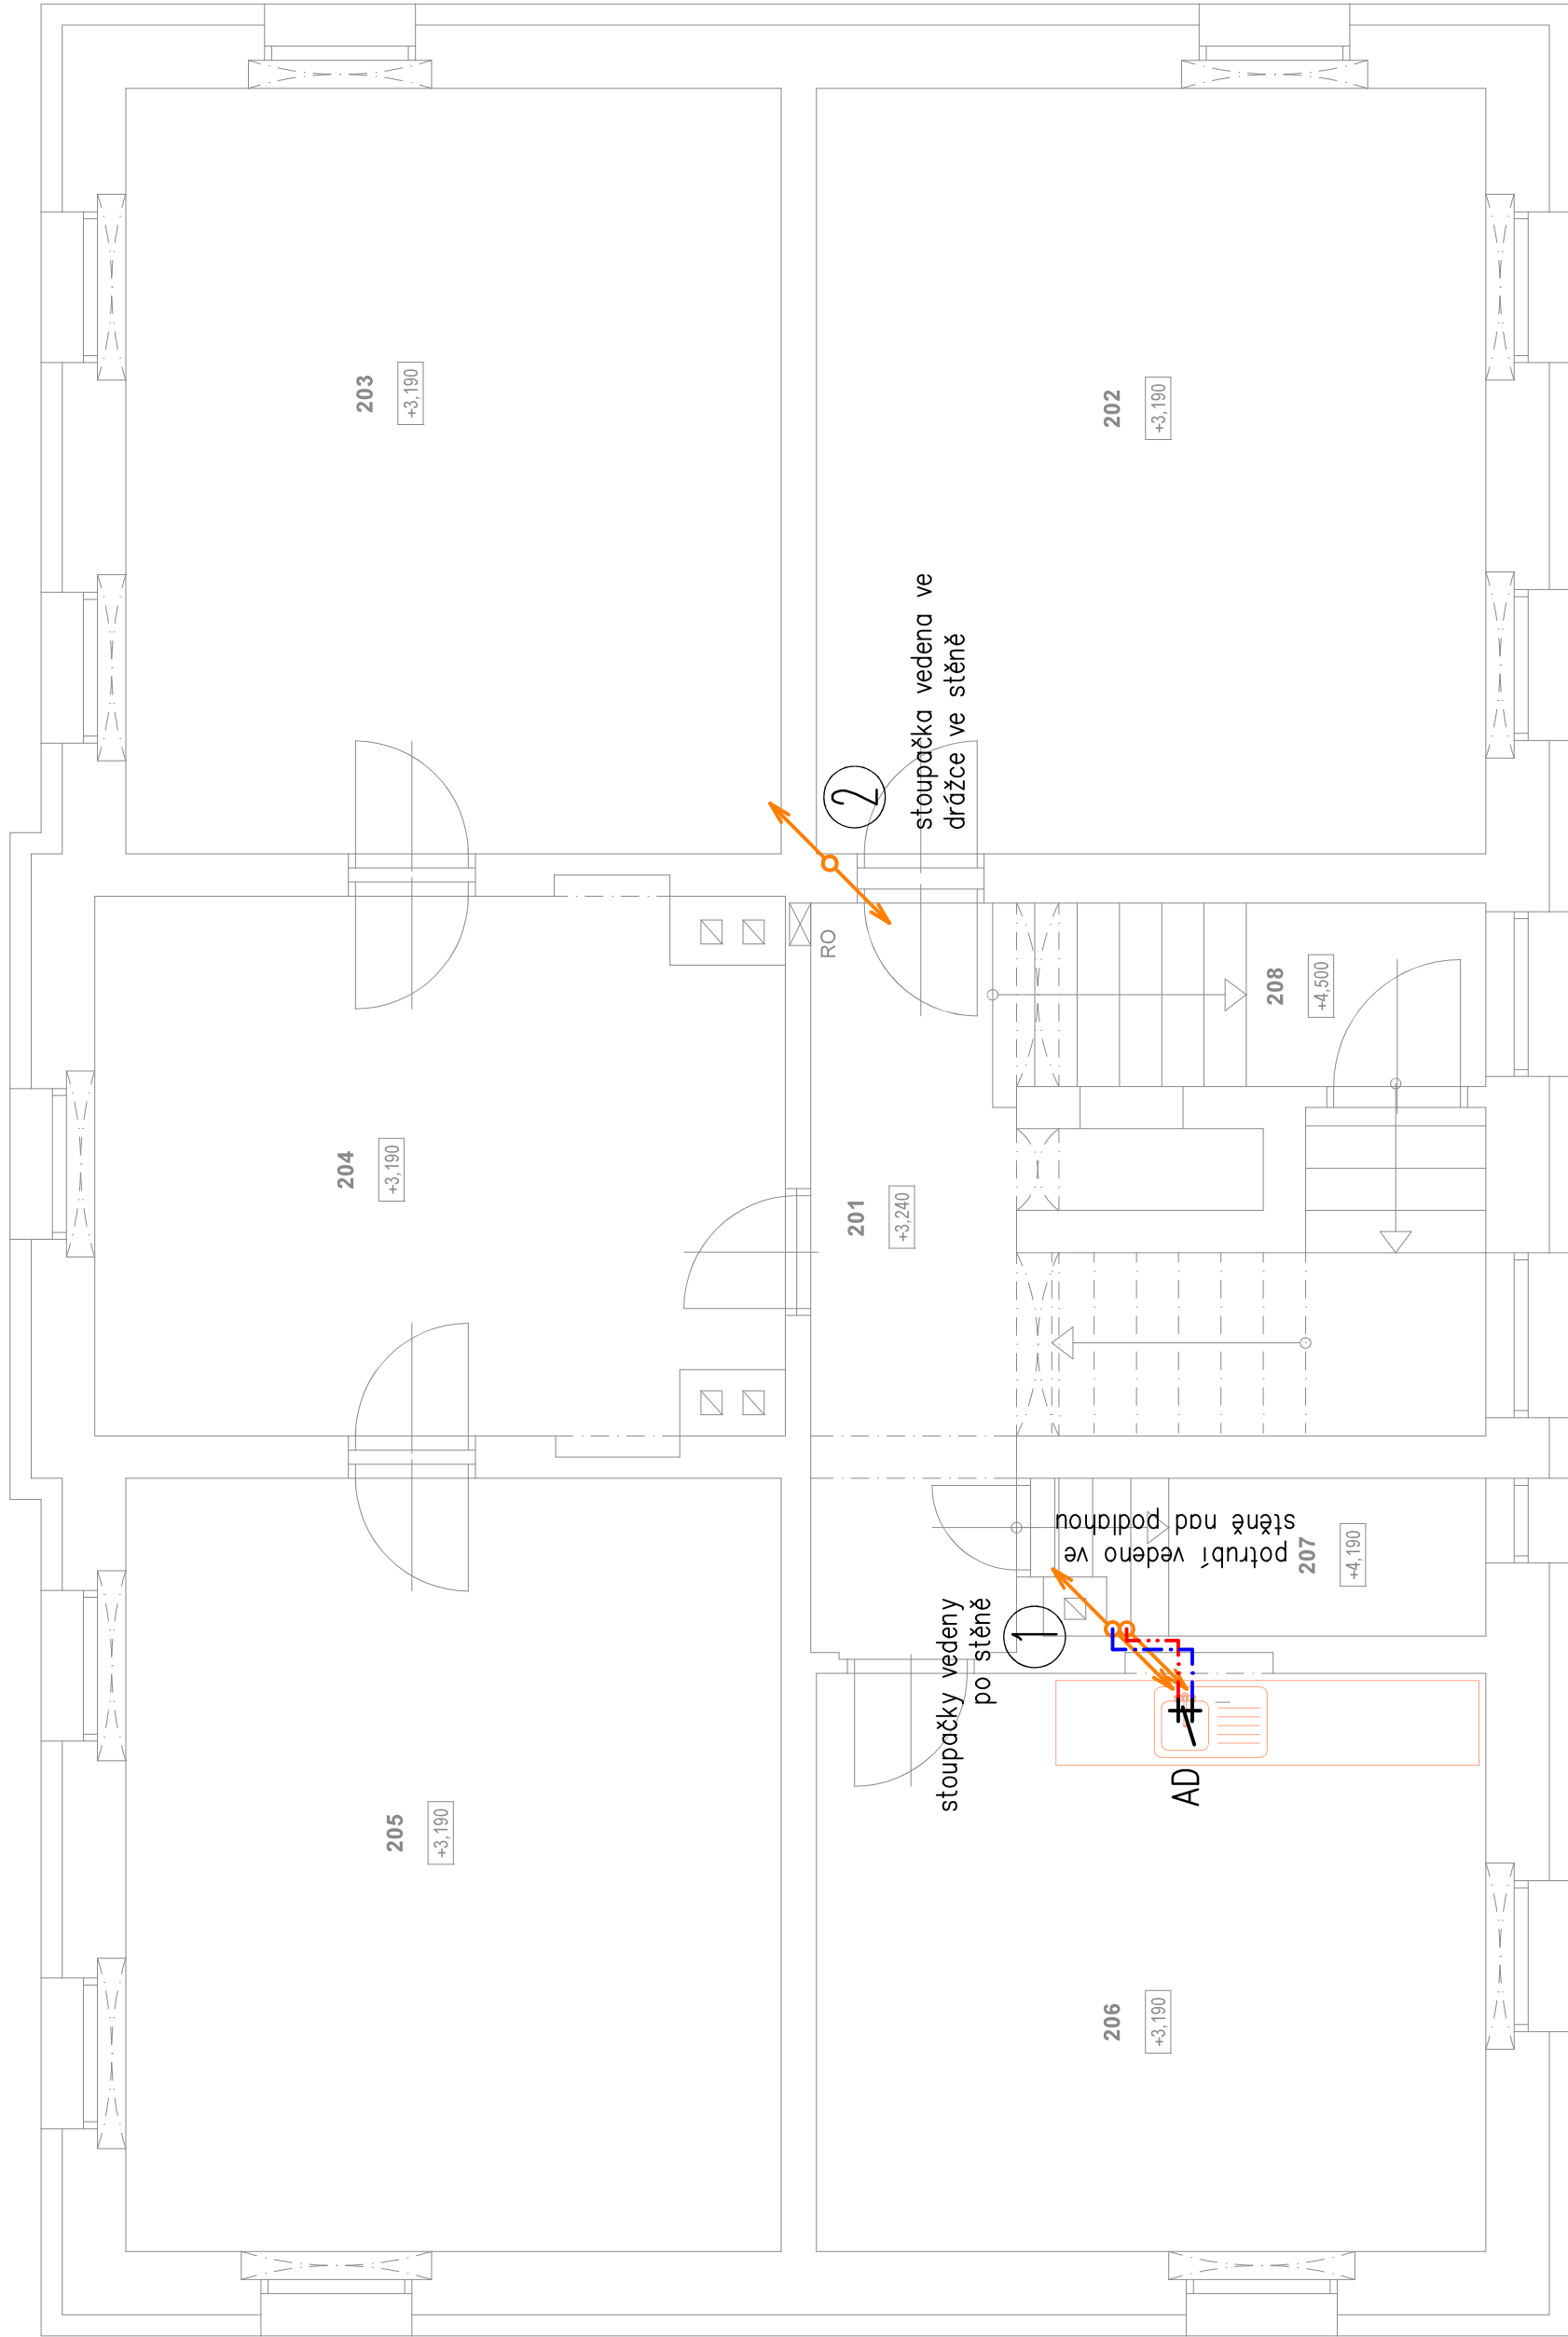 203
+3,190
202
+3,190
2
stoupačka vedena ve
drážce ve stěně
RO
208
+4,500
204
+3,190
201
+3,240
potrubí vedeno ve
stěně nad podlahou
207
+4,190
1
stoupačky vedeny
po stěně
AD
205
+3,190
206
+3,190